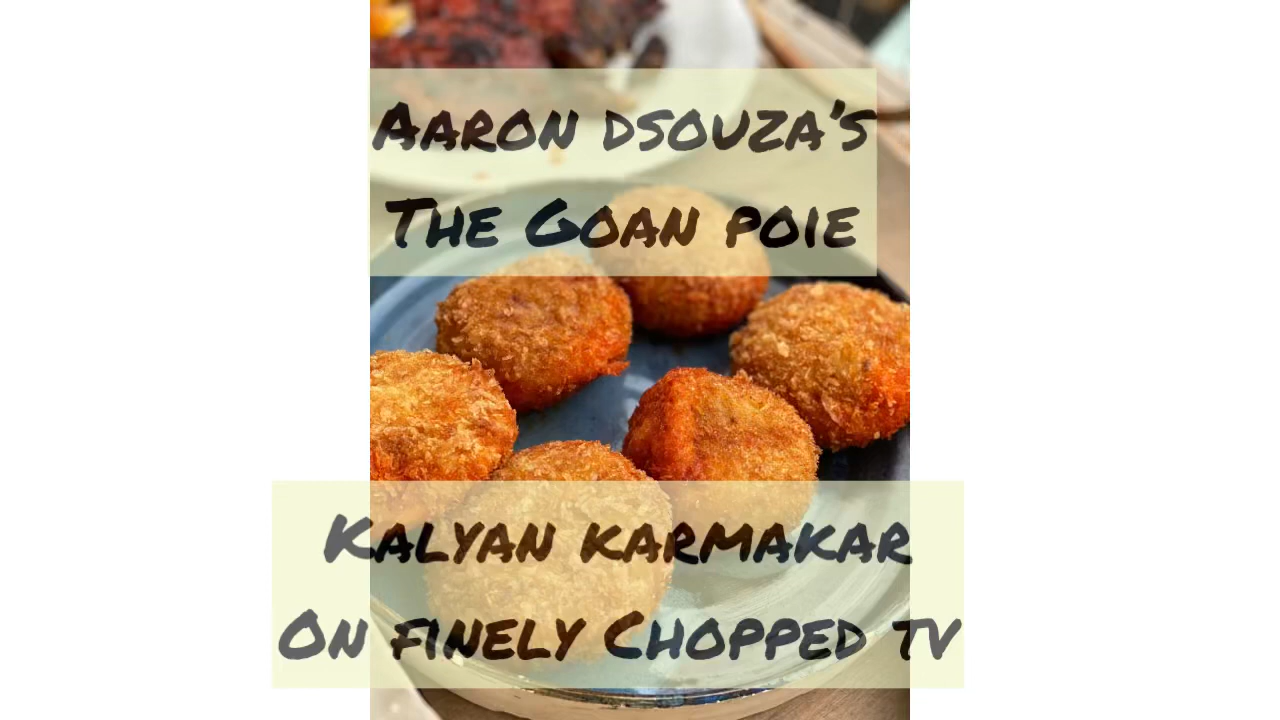 Aaron dsouza's
The Goan poie
Kalyan karmakar
On finely Chopped tv